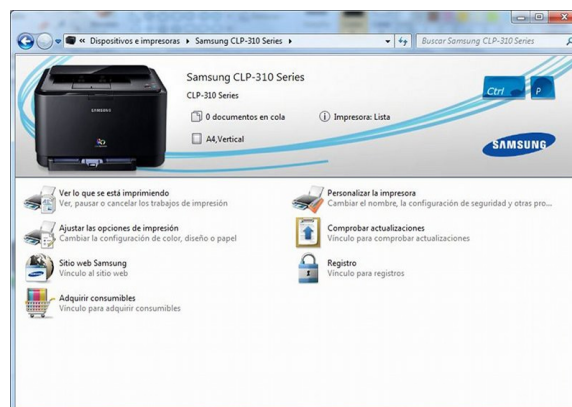 « Dispositivos e impresoras ▸ Samsung CLP-310 Series ▸
Buscar Samsung CLP-310 Series
Samsung CLP-310 Series
CLP-310 Series
0 documentos en cola
Impresora: Lista
A4,Vertical
Ctrl
P
SAMSUNG
SAMSUNG
Ver lo que se está imprimiendo
Ver, pausar o cancelar los trabajos de impresión
Personalizar la impresora
Cambiar el nombre, la configuración de seguridad y otras pro...
Ajustar las opciones de impresión
Cambiar la configuración de color, diseño o papel
Comprobar actualizaciones
Vínculo para comprobar actualizaciones
Sitio web Samsung
Vínculo al sitio web
Registro
Vínculo para registros
Adquirir consumibles
Vínculo para adquirir consumibles